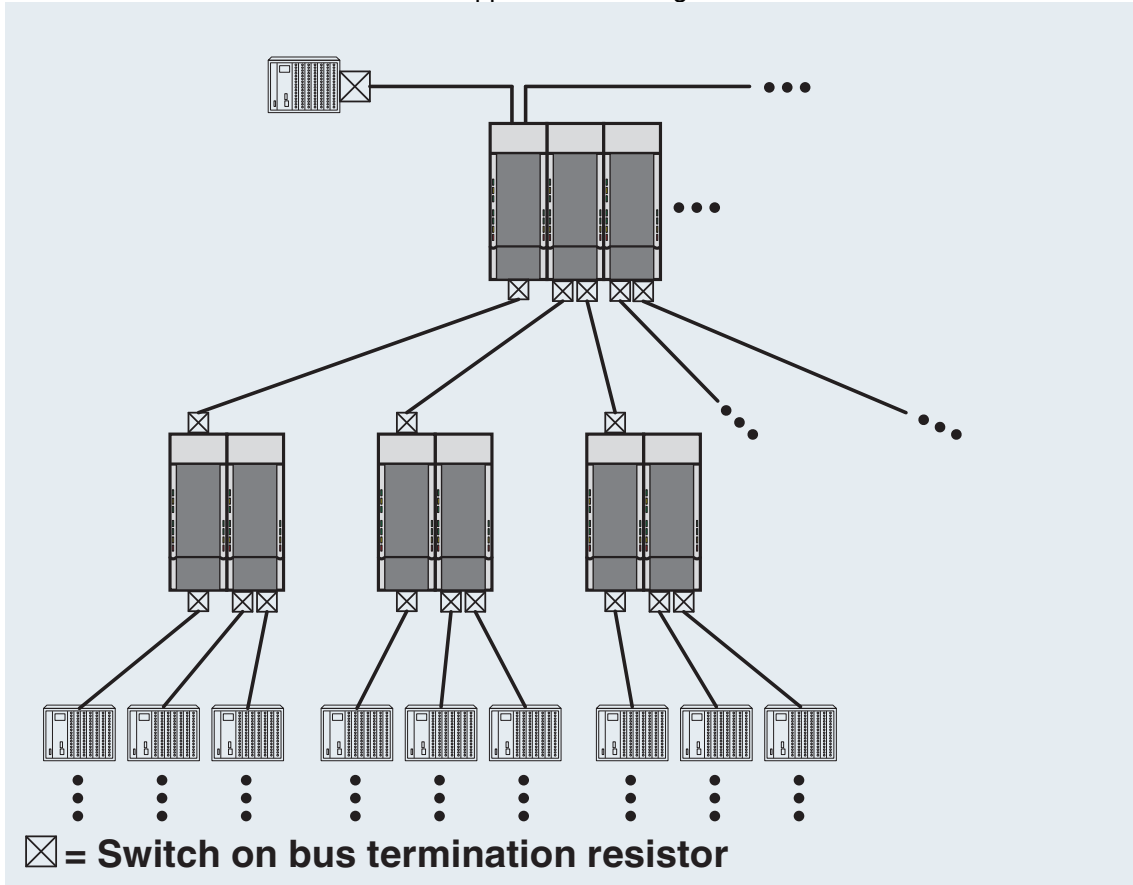 = Switch on bus termination resistor